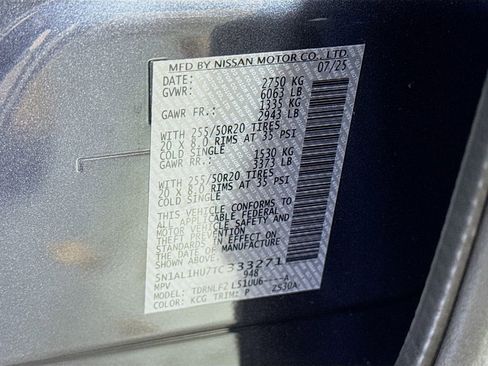 MFD BY NISSAN MOTOR CO., LTD.
DATE: 07/25
GVWR: 2750 KG
6063 LB
GAWR FR.: 1335 KG
2943 LB
WITH 255/50R20 TIRES
20 X 8.0 RIMS AT 35 PSI
COLD SINGLE
GAWR RR.: 1530 KG
3373 LB
WITH 255/50R20 TIRES
20 X 8.0 RIMS AT 35 PSI
COLD SINGLE
THIS VEHICLE CONFORMS TO
ALL APPLICABLE FEDERAL
MOTOR VEHICLE SAFETY AND
THEFT PREVENTION
STANDARDS IN EFFECT ON
THE DATE OF MANUFACTURE
SHOWN ABOVE.
5N1AL1HU7TC333271
MPV 948
MODEL: TDRNLF2 L51UU6----A
COLOR: KCG TRIM: P 2S30A